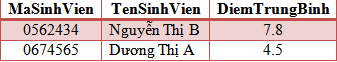 MaSinhVien TenSinhVien DiemTrungBinh
0562434 Nguyễn Thị B 7.8
0674565 Dương Thị A 4.5